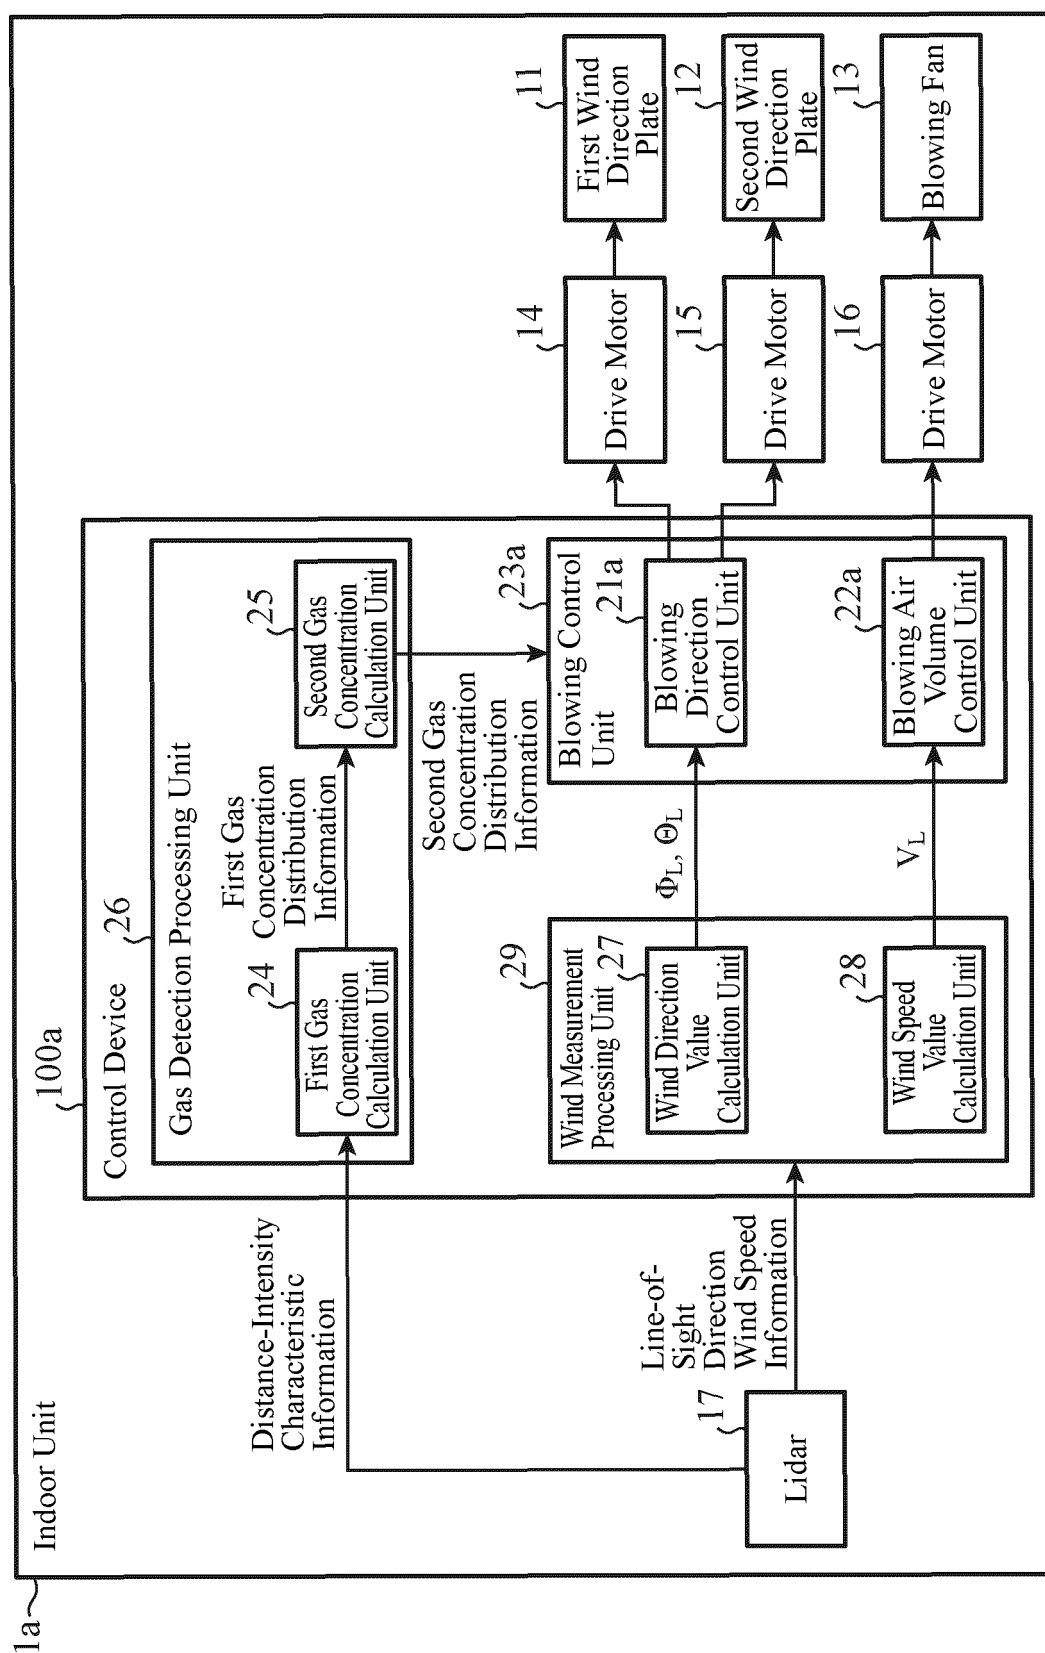 1a
Indoor Unit
100a
Control Device
26
Gas Detection Processing Unit
24
First Gas
Concentration
Calculation Unit
First Gas
Concentration
Distribution
Information
25
Second Gas
Concentration
Calculation Unit
Distance-Intensity
Characteristic
Information
Second Gas
Concentration
Distribution
Information
17
Lidar
Line-of-
Sight
Direction
Wind Speed
Information
29
Wind Measurement
Processing Unit
27
Wind Direction
Value
Calculation Unit
28
Wind Speed
Value
Calculation Unit
ΦL, ΘL
VL
23a
Blowing Control
Unit
21a
Blowing
Direction
Control Unit
22a
Blowing Air
Volume
Control Unit
14
Drive Motor
15
Drive Motor
16
Drive Motor
11
First Wind
Direction
Plate
12
Second Wind
Direction
Plate
13
Blowing Fan